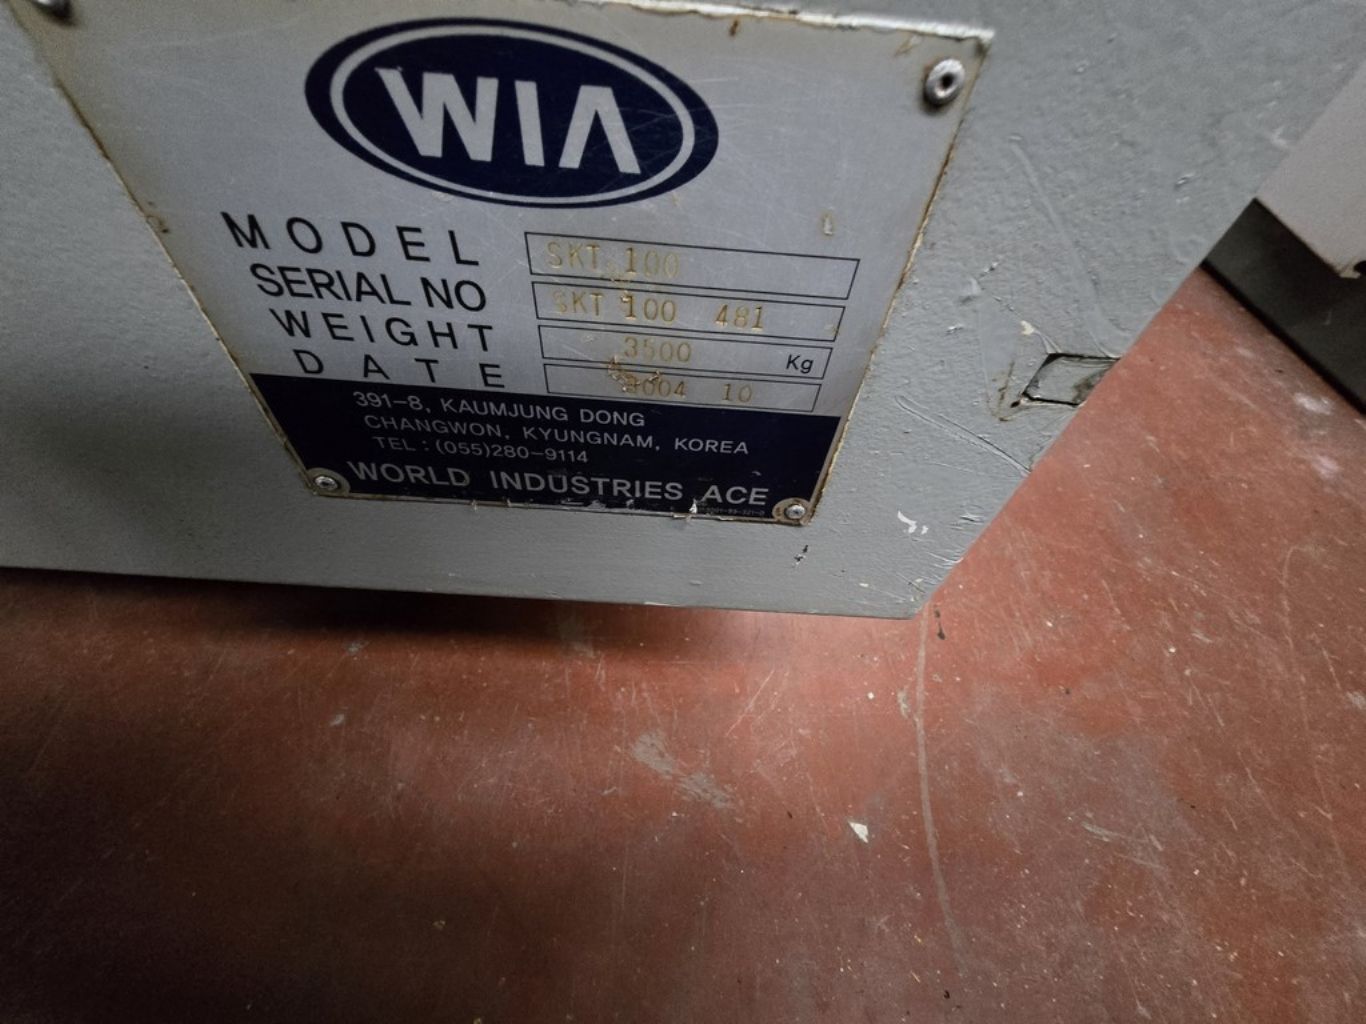 WIA
MODEL SKT 100
SERIAL NO SKT 100 481
WEIGHT 3500 Kg
DATE 2004 10
391-8, KAUMJUNG DONG
CHANGWON, KYUNGNAM, KOREA
TEL : (055)280-9114
WORLD INDUSTRIES ACE